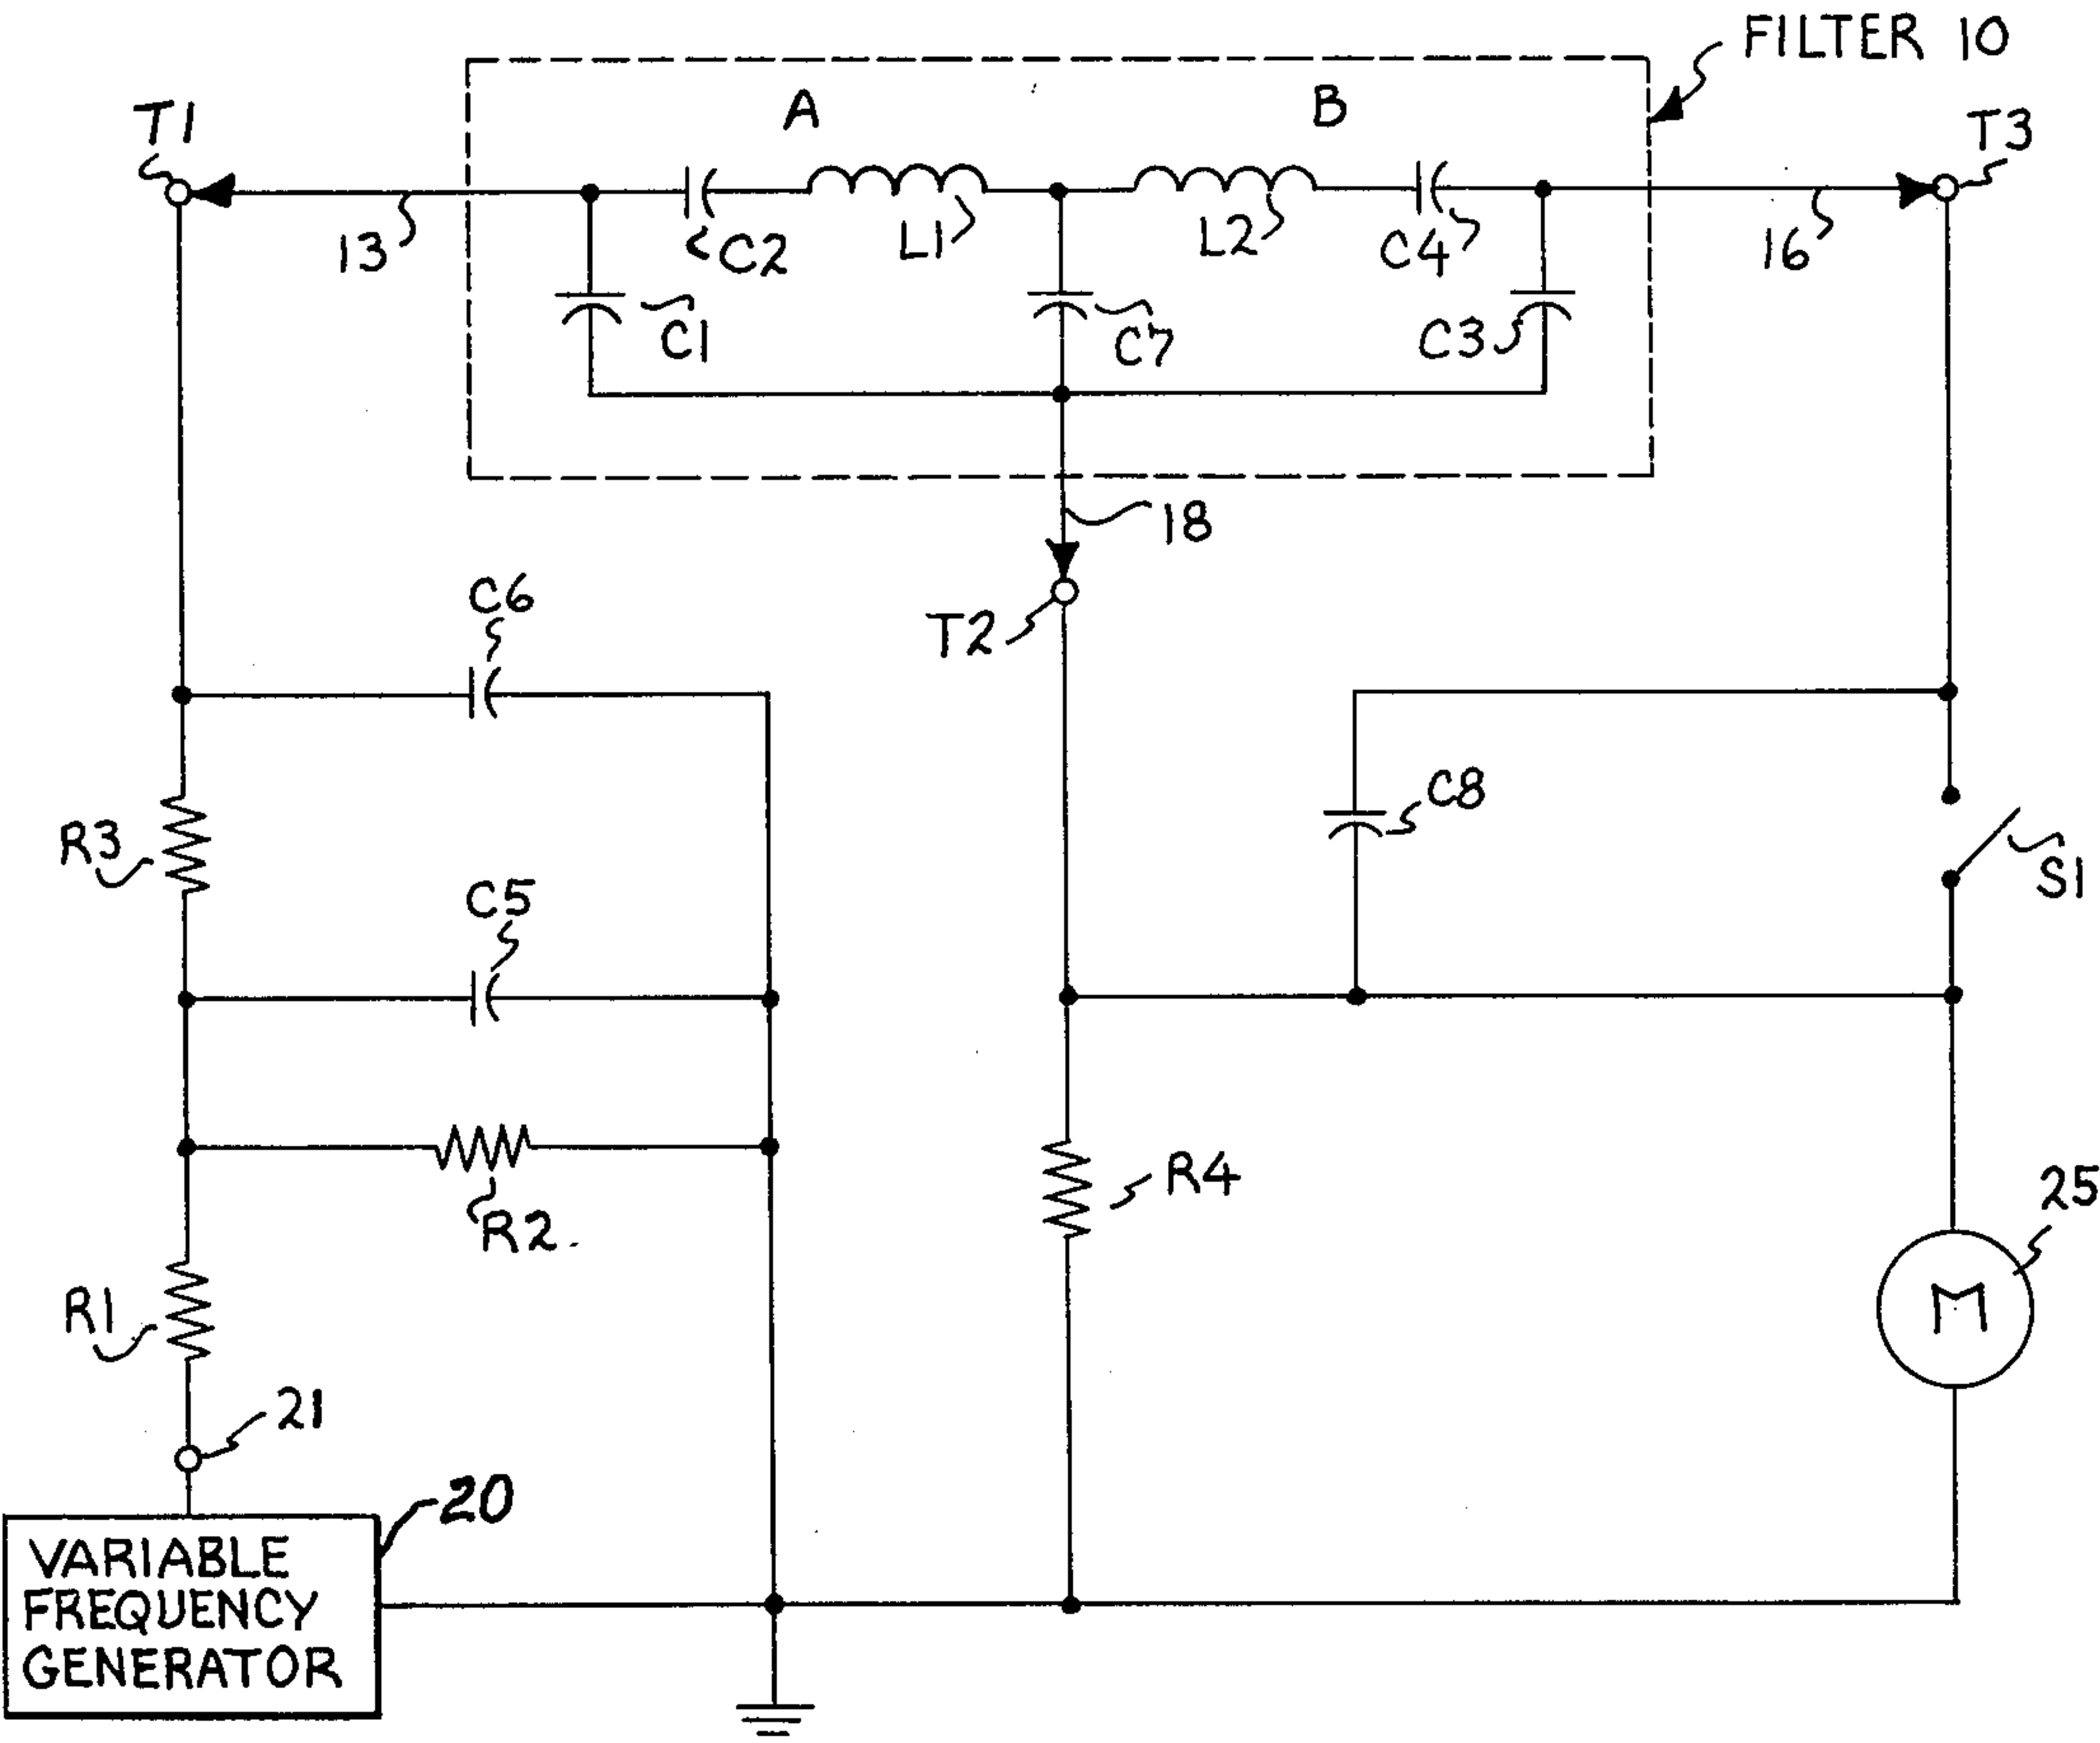 FILTER 10
A
B
T1
T3
13
C2
L1
L2
C4
16
C1
C7
C3
18
C6
T2
C8
R3
S1
C5
R4
25
R2
R1
M
21
20
VARIABLE
FREQUENCY
GENERATOR